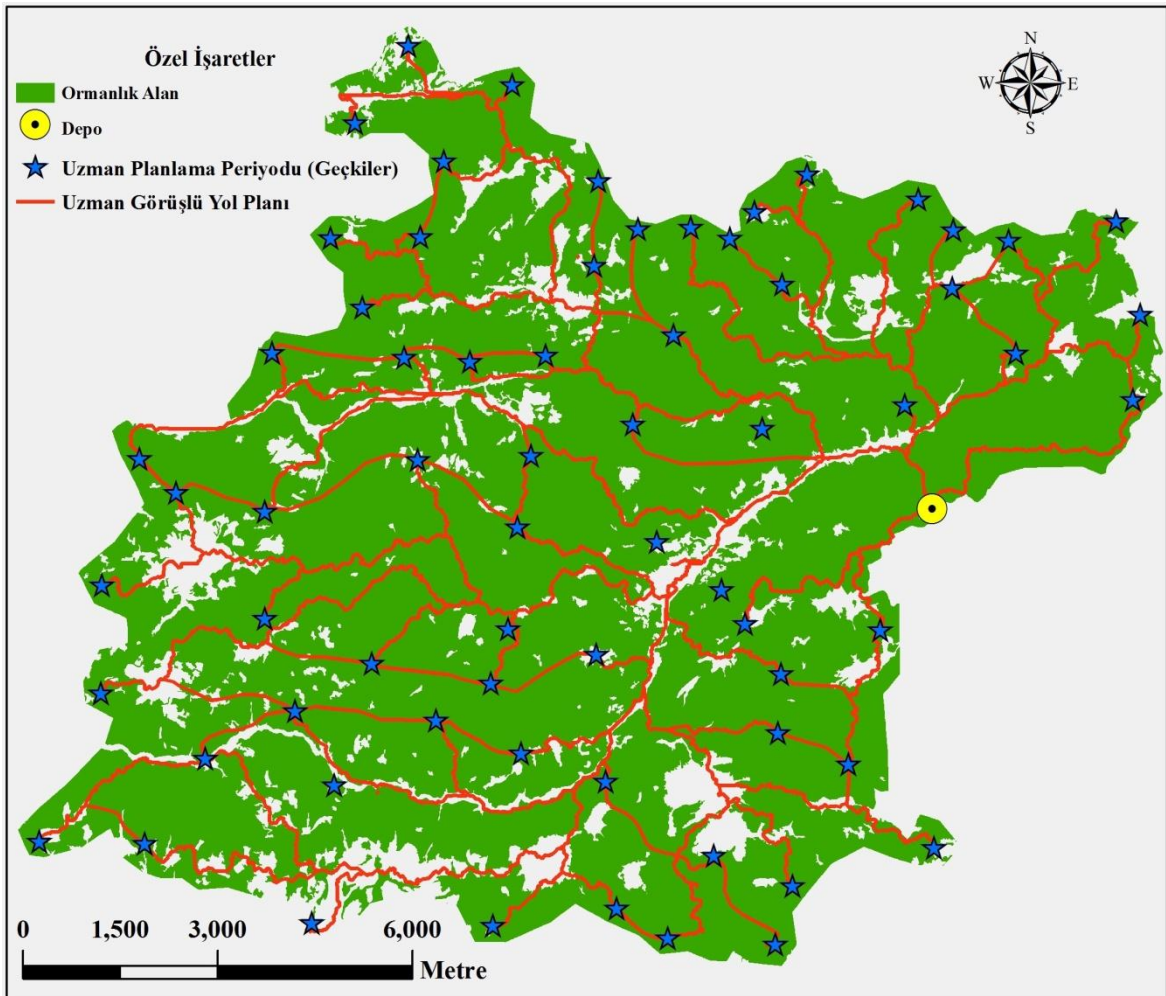 Özel İşaretler
Ormanlık Alan
Depo
Uzman Planlama Periyodu (Geçkiler)
Uzman Görüşlü Yol Planı
N
W E
S
0 1,500 3,000 6,000
Metre